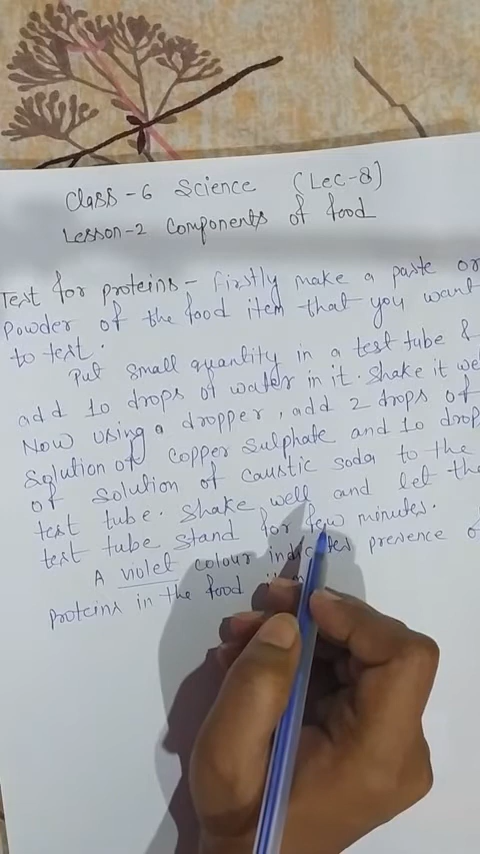 Class-6 Science (Lec-8)
Lesson-2 Components of food
Test for proteins - Firstly make a paste or
Powder of the food item that you want
to test.
Put small quantity in a test tube &
add 10 drops of water in it. Shake it we
Now using a dropper, add 2 drops of
Solution of Copper Sulphate and 10 drop
of solution of caustic soda to the
test tube. Shake well and let the
test tube stand for few minutes.
A violet colour indicates presence of
proteins in the food